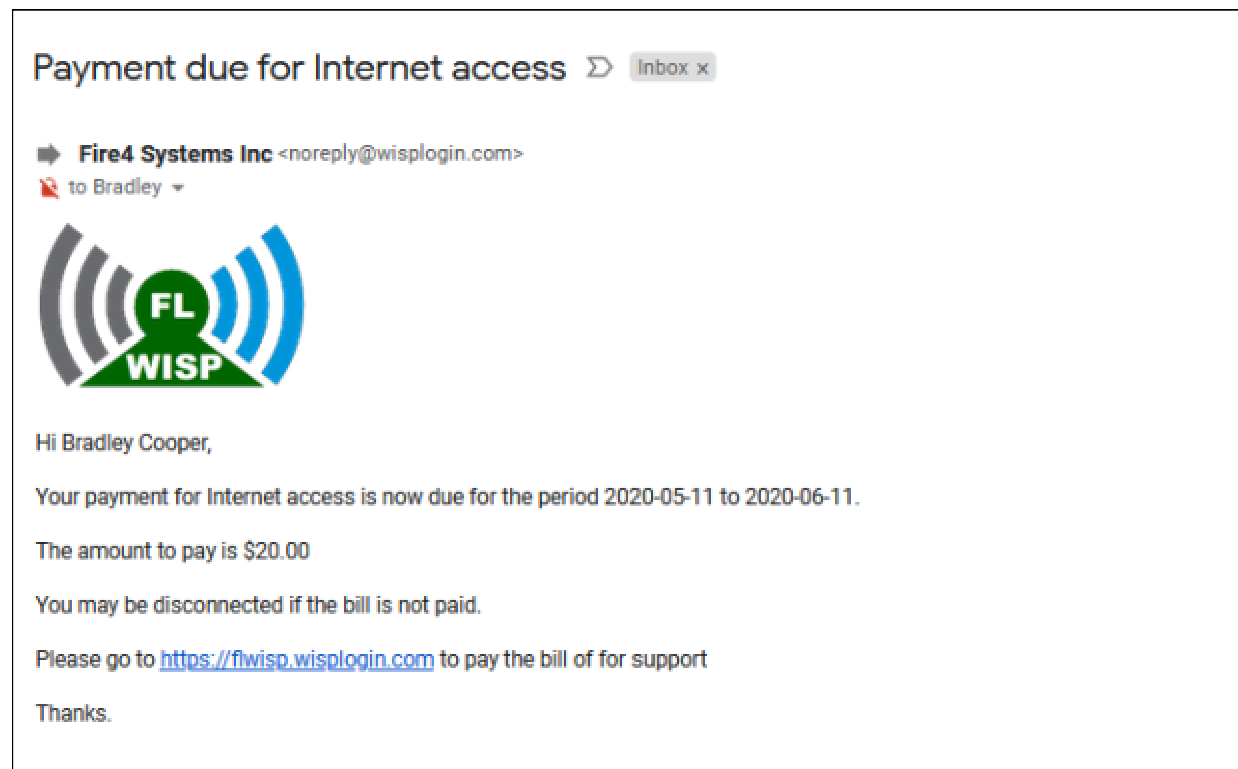 Payment due for Internet access Inbox x
Fire4 Systems Inc <noreply@wisplogin.com>
to Bradley
FL
WISP
Hi Bradley Cooper,
Your payment for Internet access is now due for the period 2020-05-11 to 2020-06-11.
The amount to pay is $20.00
You may be disconnected if the bill is not paid.
Please go to https://flwisp.wisplogin.com to pay the bill of for support
Thanks.